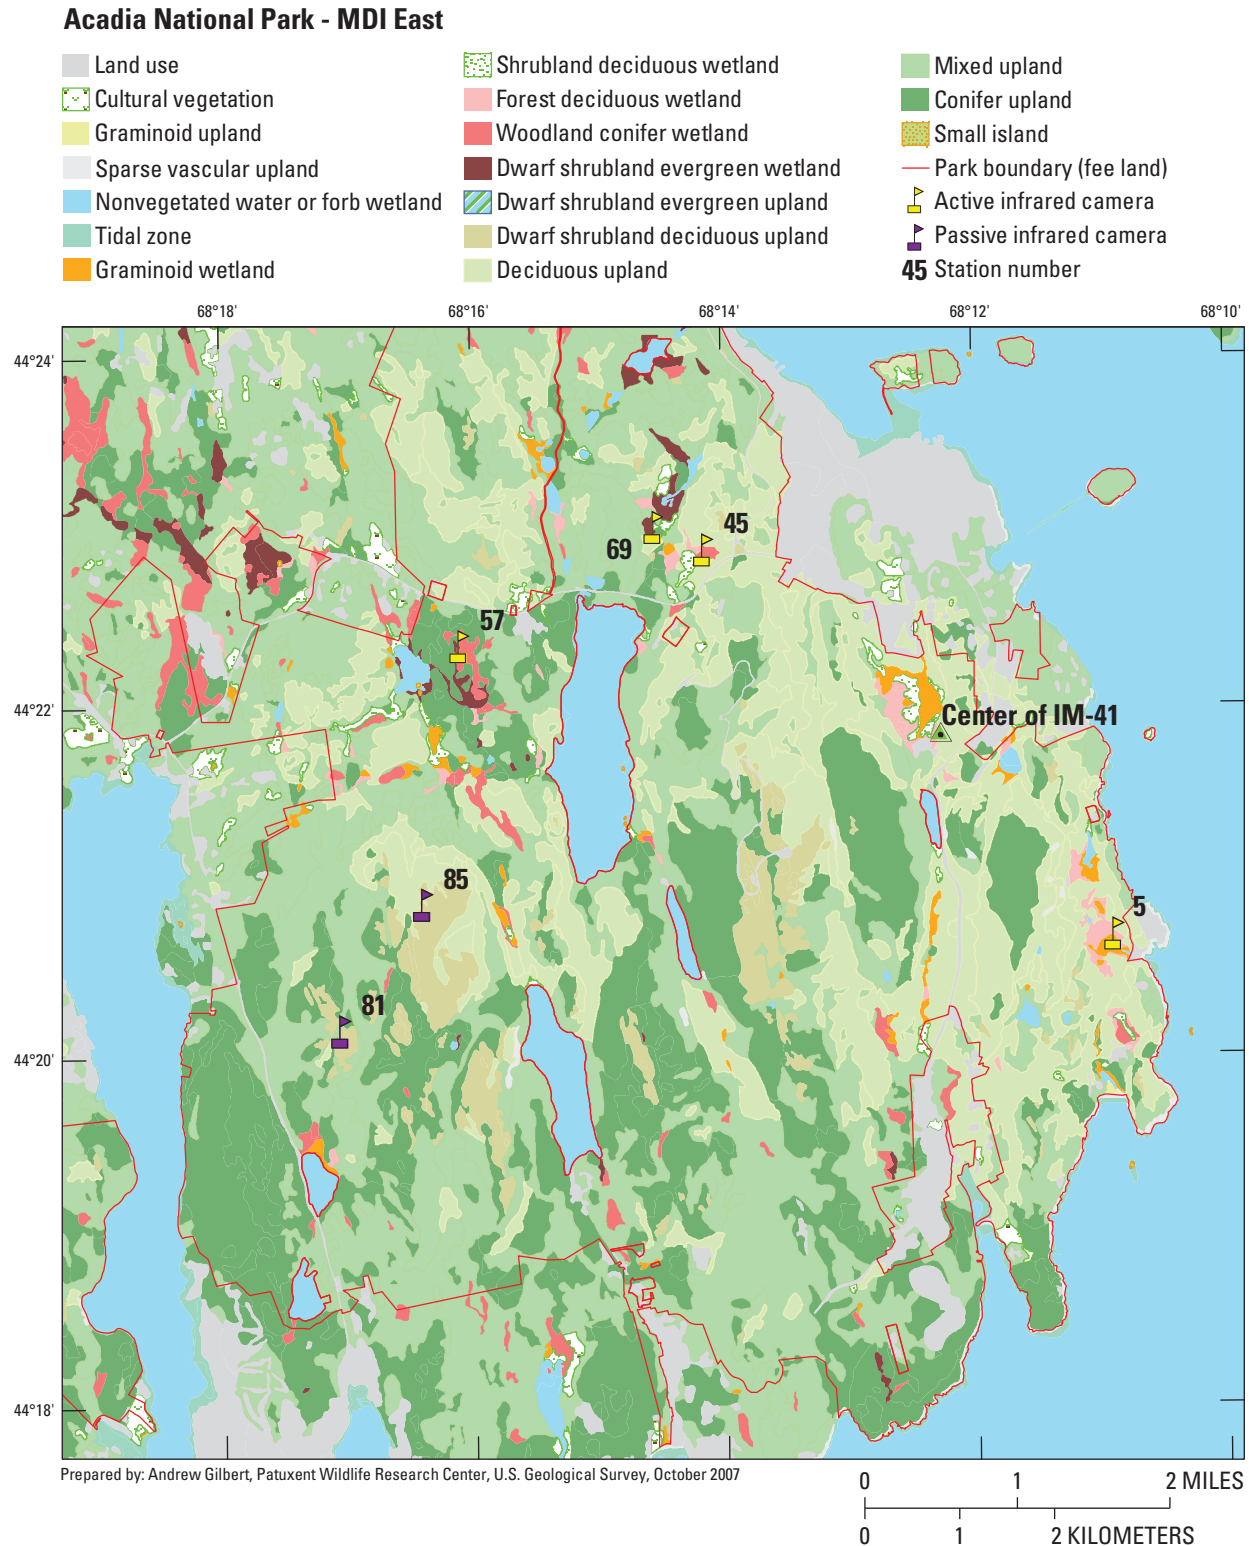 Acadia National Park - MDI East
Land use
Cultural vegetation
Graminoid upland
Sparse vascular upland
Nonvegetated water or forb wetland
Tidal zone
Graminoid wetland
Shrubland deciduous wetland
Forest deciduous wetland
Woodland conifer wetland
Dwarf shrubland evergreen wetland
Dwarf shrubland evergreen upland
Dwarf shrubland deciduous upland
Deciduous upland
Mixed upland
Conifer upland
Small island
Park boundary (fee land)
Active infrared camera
Passive infrared camera
45 Station number
68°18' 68°16' 68°14' 68°12' 68°10'
44°24'
45
69
57
44°22'
Center of IM-41
85
5
81
44°20'
44°18'
Prepared by: Andrew Gilbert, Patuxent Wildlife Research Center, U.S. Geological Survey, October 2007
0 1 2 MILES
0 1 2 KILOMETERS